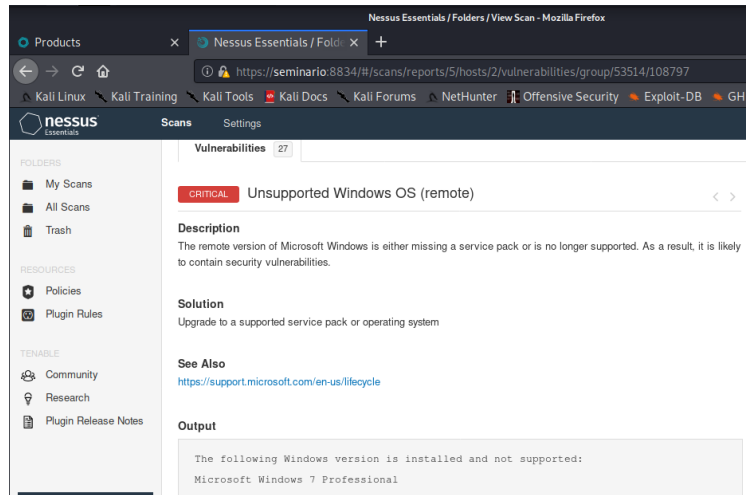 Nessus Essentials / Folders / View Scan - Mozilla Firefox
Products
Nessus Essentials / Folde
https://seminario:8834/#/scans/reports/5/hosts/2/vulnerabilities/group/53514/108797
Kali Linux Kali Training Kali Tools Kali Docs Kali Forums NetHunter Offensive Security Exploit-DB GH
nessus Essentials Scans Settings
Vulnerabilities 27
FOLDERS
My Scans
All Scans
Trash
RESOURCES
Policies
Plugin Rules
TENABLE
Community
Research
Plugin Release Notes
CRITICAL Unsupported Windows OS (remote)
Description
The remote version of Microsoft Windows is either missing a service pack or is no longer supported. As a result, it is likely
to contain security vulnerabilities.
Solution
Upgrade to a supported service pack or operating system
See Also
https://support.microsoft.com/en-us/lifecycle
Output
The following Windows version is installed and not supported:
Microsoft Windows 7 Professional